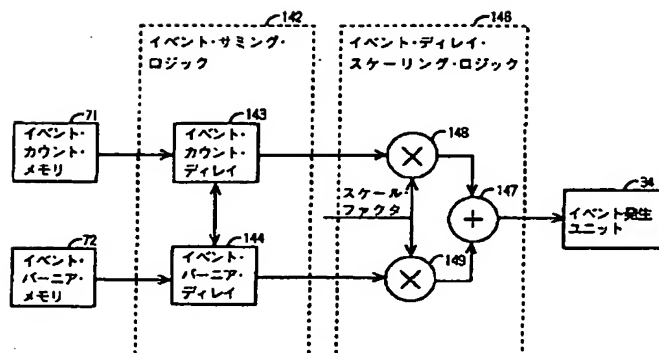 142
イベント・サミング・
ロジック
146
イベント・ディレイ・
スケーリング・ロジック
71
イベント・
カウント・
メモリ
143
イベント・
カウント・
ディレイ
148
×
スケール・
ファクタ
147
+
34
イベント発生
ユニット
72
イベント・
バーニア・
メモリ
144
イベント・
バーニア・
ディレイ
×
149